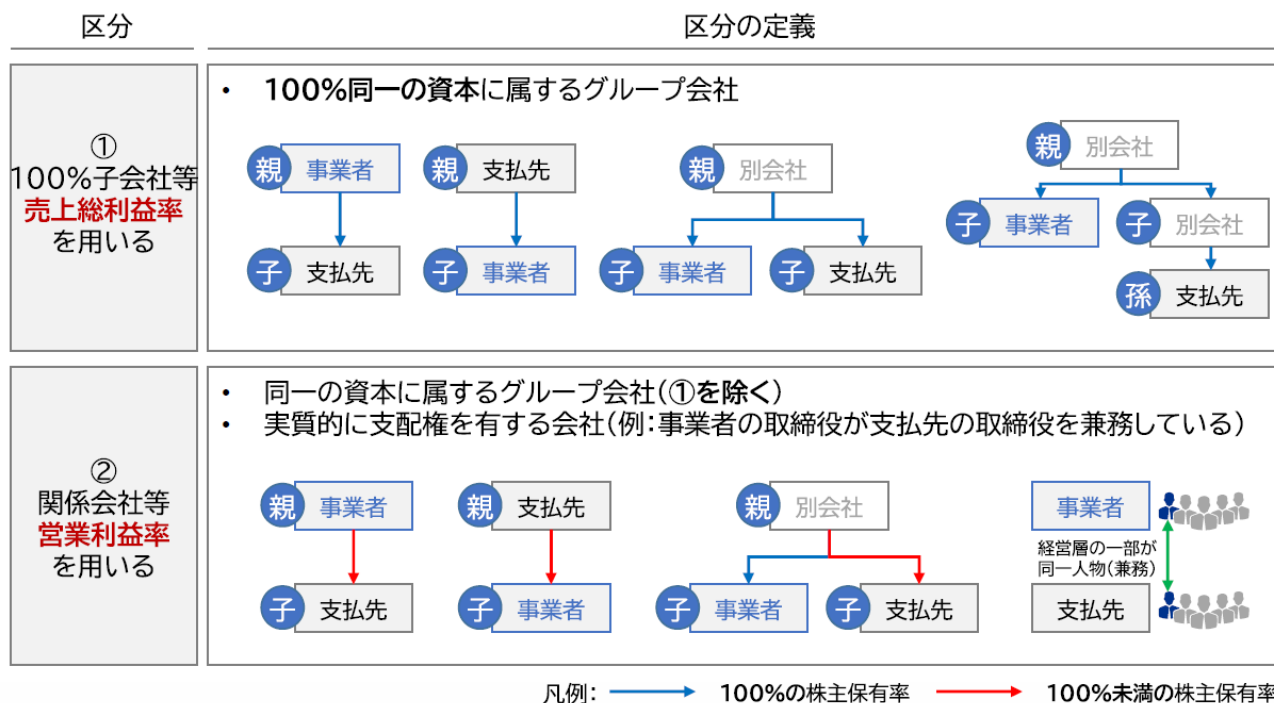 区分
区分の定義
①
100%子会社等
売上総利益率
を用いる
• 100%同一の資本に属するグループ会社
親 事業者
子 支払先
親 支払先
子 事業者
親 別会社
子 事業者
子 支払先
親 別会社
子 事業者
子 別会社
孫 支払先
②
関係会社等
営業利益率
を用いる
• 同一の資本に属するグループ会社(①を除く)
• 実質的に支配権を有する会社(例:事業者の取締役が支払先の取締役を兼務している)
親 事業者
子 支払先
親 支払先
子 事業者
親 別会社
子 事業者
子 支払先
事業者
経営層の一部が
同一人物(兼務)
支払先
凡例: 100%の株主保有率 100%未満の株主保有率